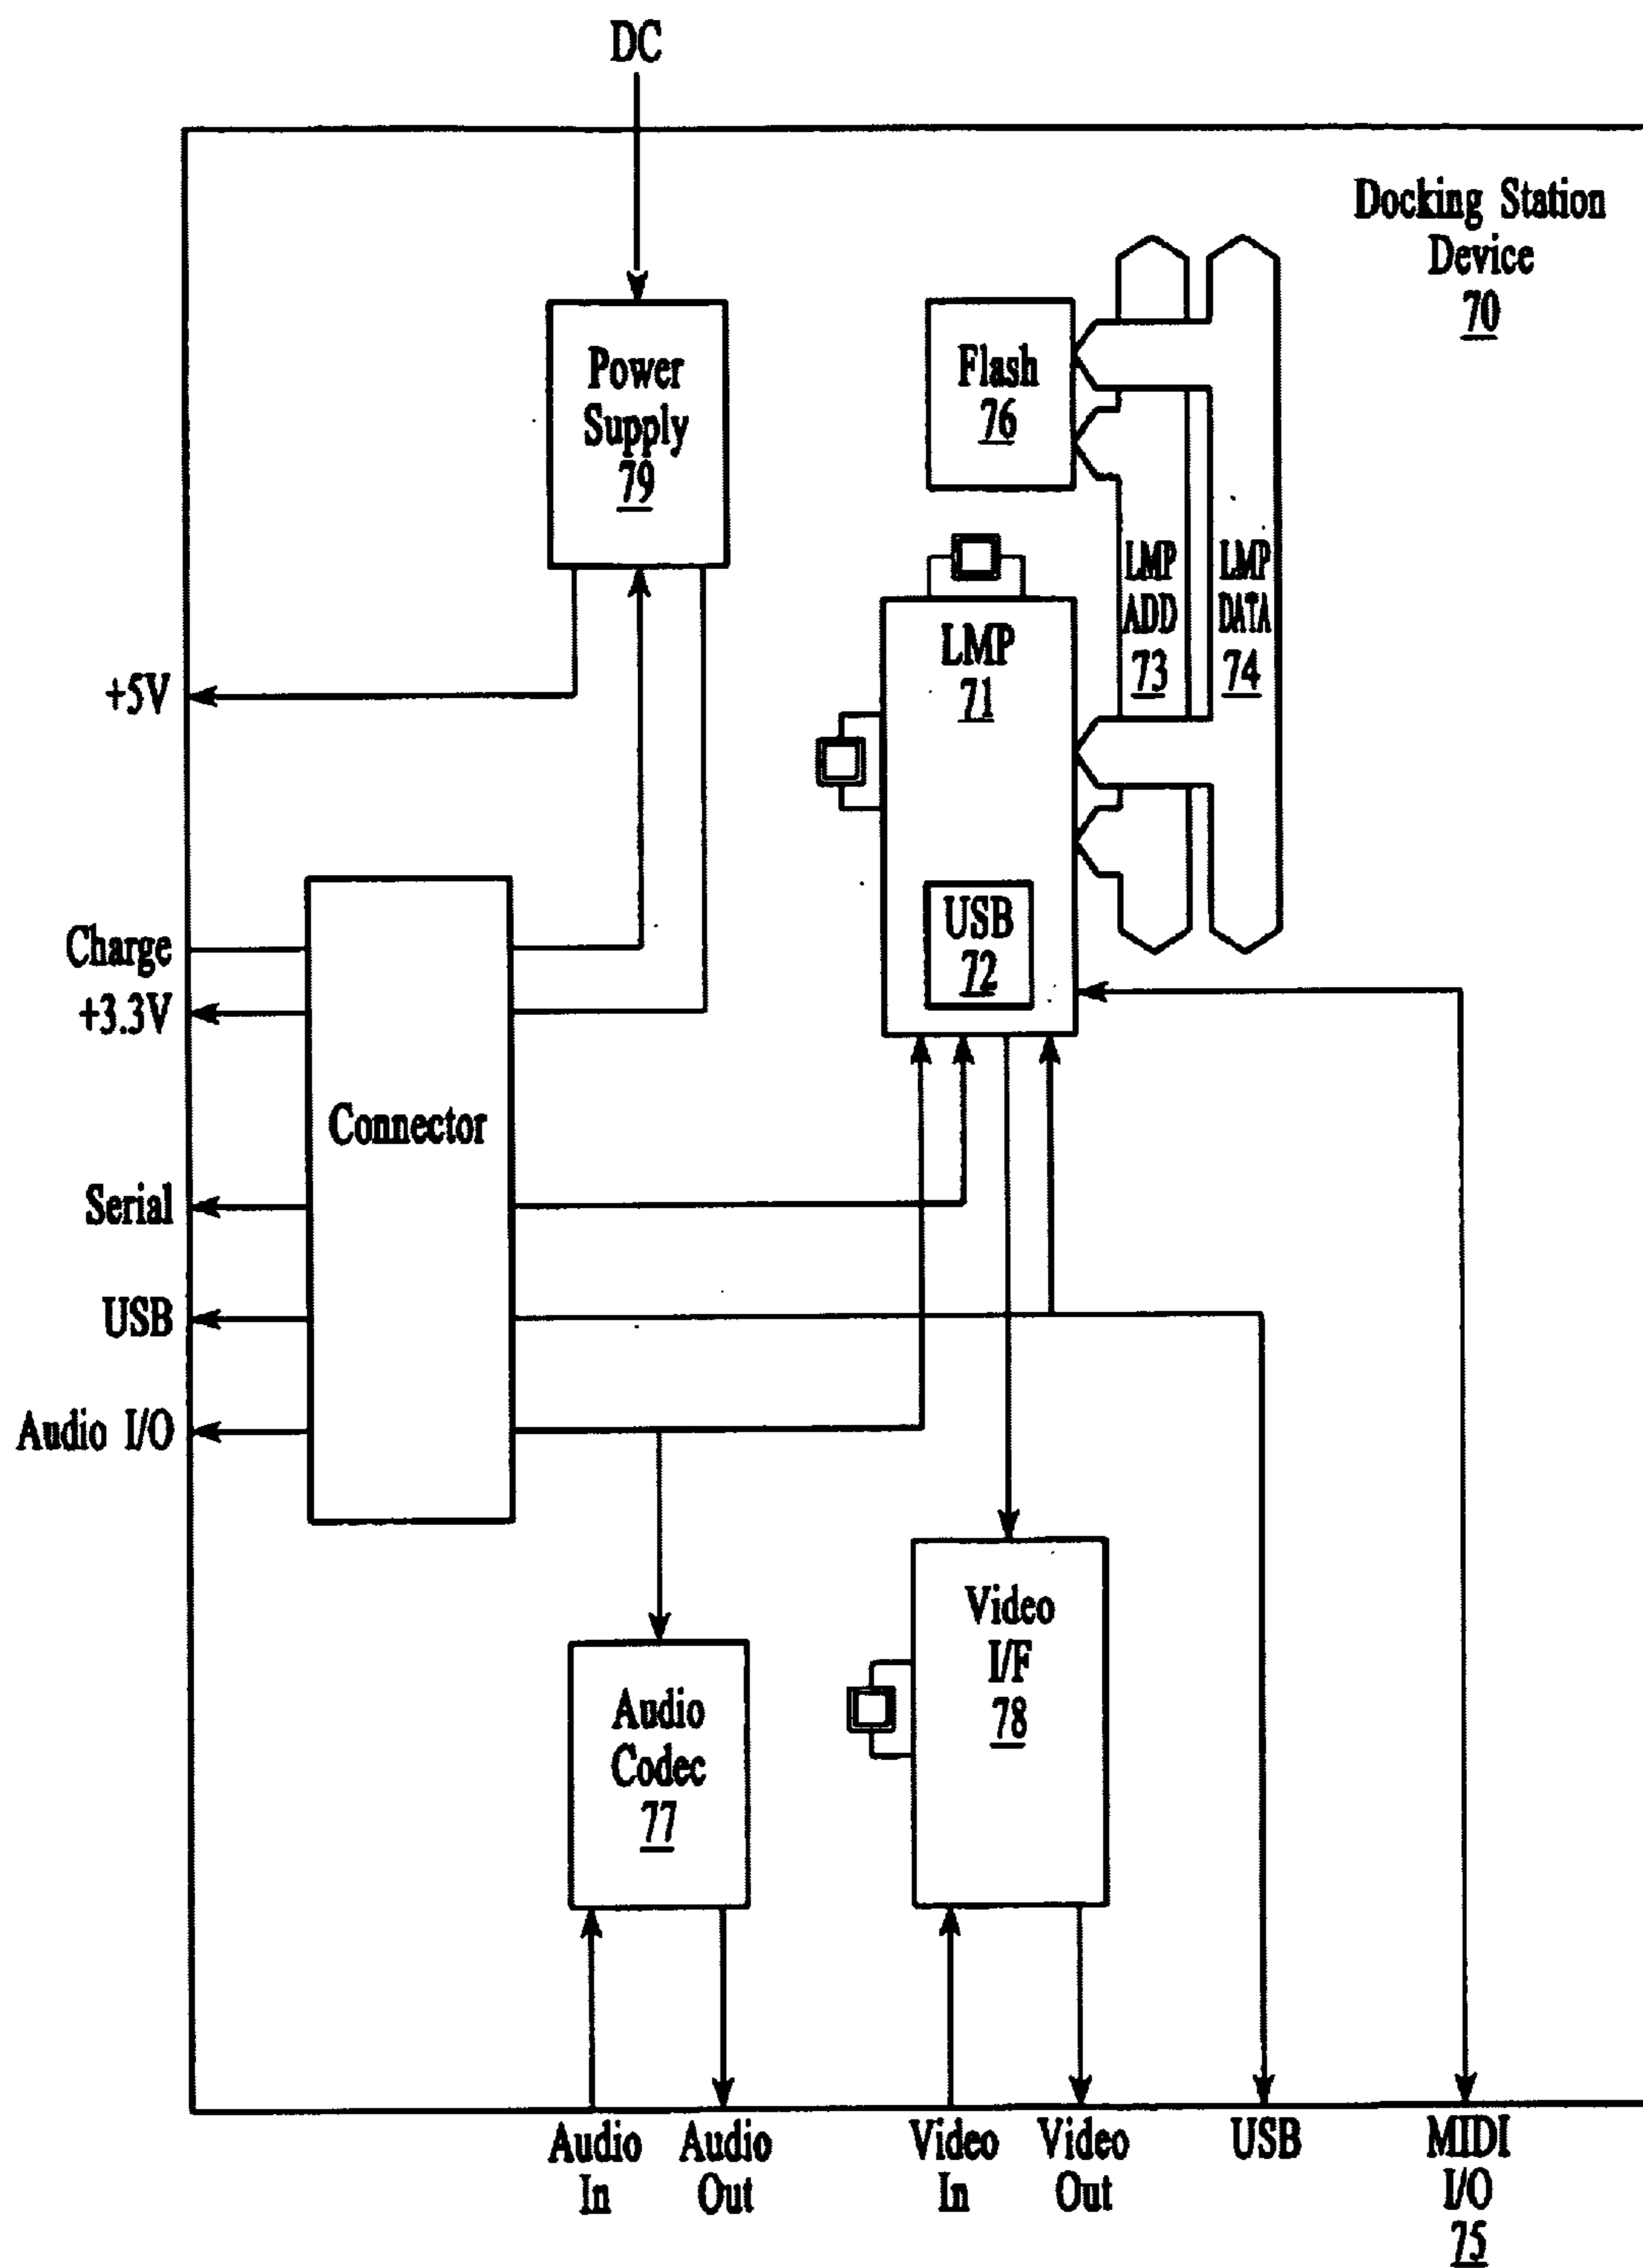 DC
Docking Station
Device
70
Power
Supply
79
Flash
76
LMP
ADD
73
LMP
DATA
74
LMP
71
+5V
USB
72
Charge
+3.3V
Connector
Serial
USB
Audio I/O
Video
I/F
78
Audio
Codec
77
Audio
In
Audio
Out
Video
In
Video
Out
USB
MIDI
I/O
75